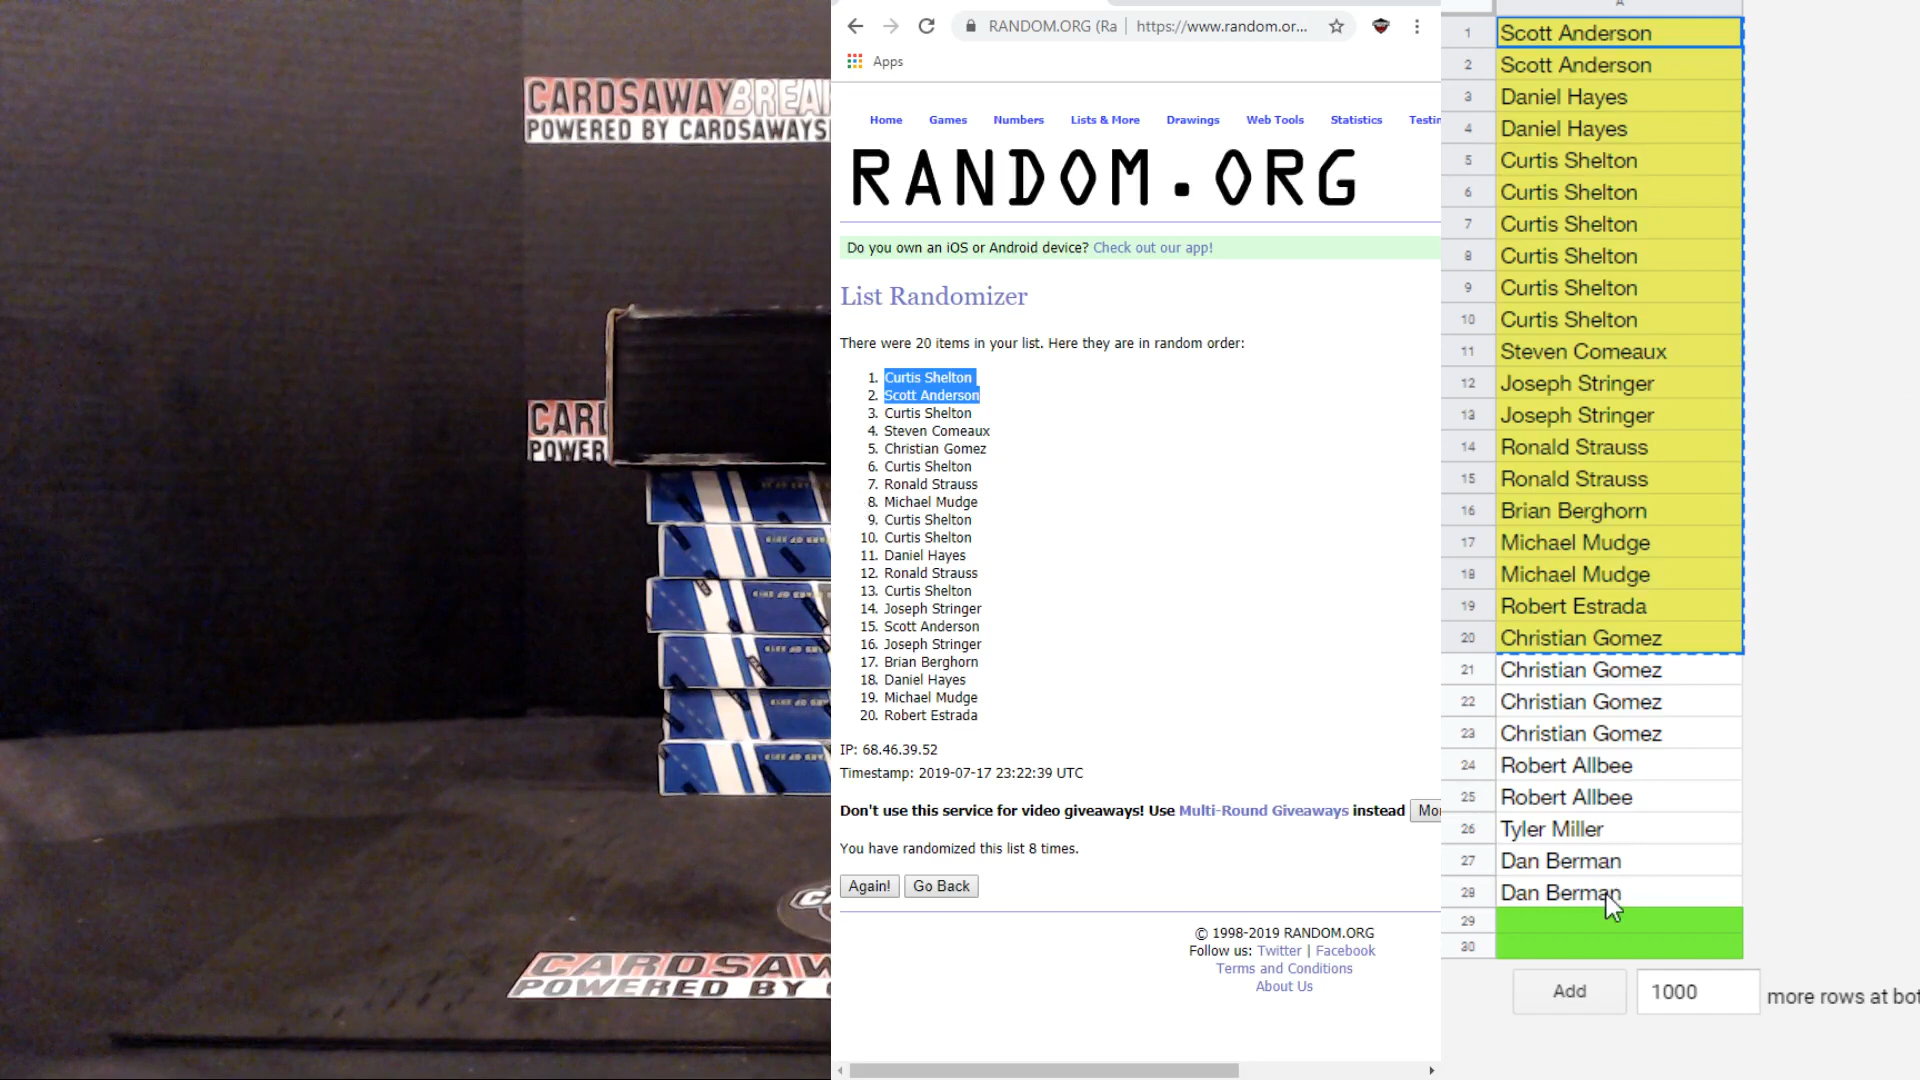 CARDSAWAYBREA
POWERED BY CARDSAWAYS
CARD
POWER
CARDSAW
POWERED BY
RANDOM.ORG (Ra
https://www.random.or...
Apps
Home Games Numbers Lists & More Drawings Web Tools Statistics Testin
RANDOM.ORG
Do you own an iOS or Android device? Check out our app!
List Randomizer
There were 20 items in your list. Here they are in random order:
1. Curtis Shelton
2. Scott Anderson
3. Curtis Shelton
4. Steven Comeaux
5. Christian Gomez
6. Curtis Shelton
7. Ronald Strauss
8. Michael Mudge
9. Curtis Shelton
10. Curtis Shelton
11. Daniel Hayes
12. Ronald Strauss
13. Curtis Shelton
14. Joseph Stringer
15. Scott Anderson
16. Joseph Stringer
17. Brian Berghorn
18. Daniel Hayes
19. Michael Mudge
20. Robert Estrada
IP: 68.46.39.52
Timestamp: 2019-07-17 23:22:39 UTC
Don't use this service for video giveaways! Use Multi-Round Giveaways instead Mo
You have randomized this list 8 times.
Again! Go Back
© 1998-2019 RANDOM.ORG
Follow us: Twitter | Facebook
Terms and Conditions
About Us
1 Scott Anderson
2 Scott Anderson
3 Daniel Hayes
4 Daniel Hayes
5 Curtis Shelton
6 Curtis Shelton
7 Curtis Shelton
8 Curtis Shelton
9 Curtis Shelton
10 Curtis Shelton
11 Steven Comeaux
12 Joseph Stringer
13 Joseph Stringer
14 Ronald Strauss
15 Ronald Strauss
16 Brian Berghorn
17 Michael Mudge
18 Michael Mudge
19 Robert Estrada
20 Christian Gomez
21 Christian Gomez
22 Christian Gomez
23 Christian Gomez
24 Robert Allbee
25 Robert Allbee
26 Tyler Miller
27 Dan Berman
28 Dan Berman
29
30
Add 1000 more rows at bot